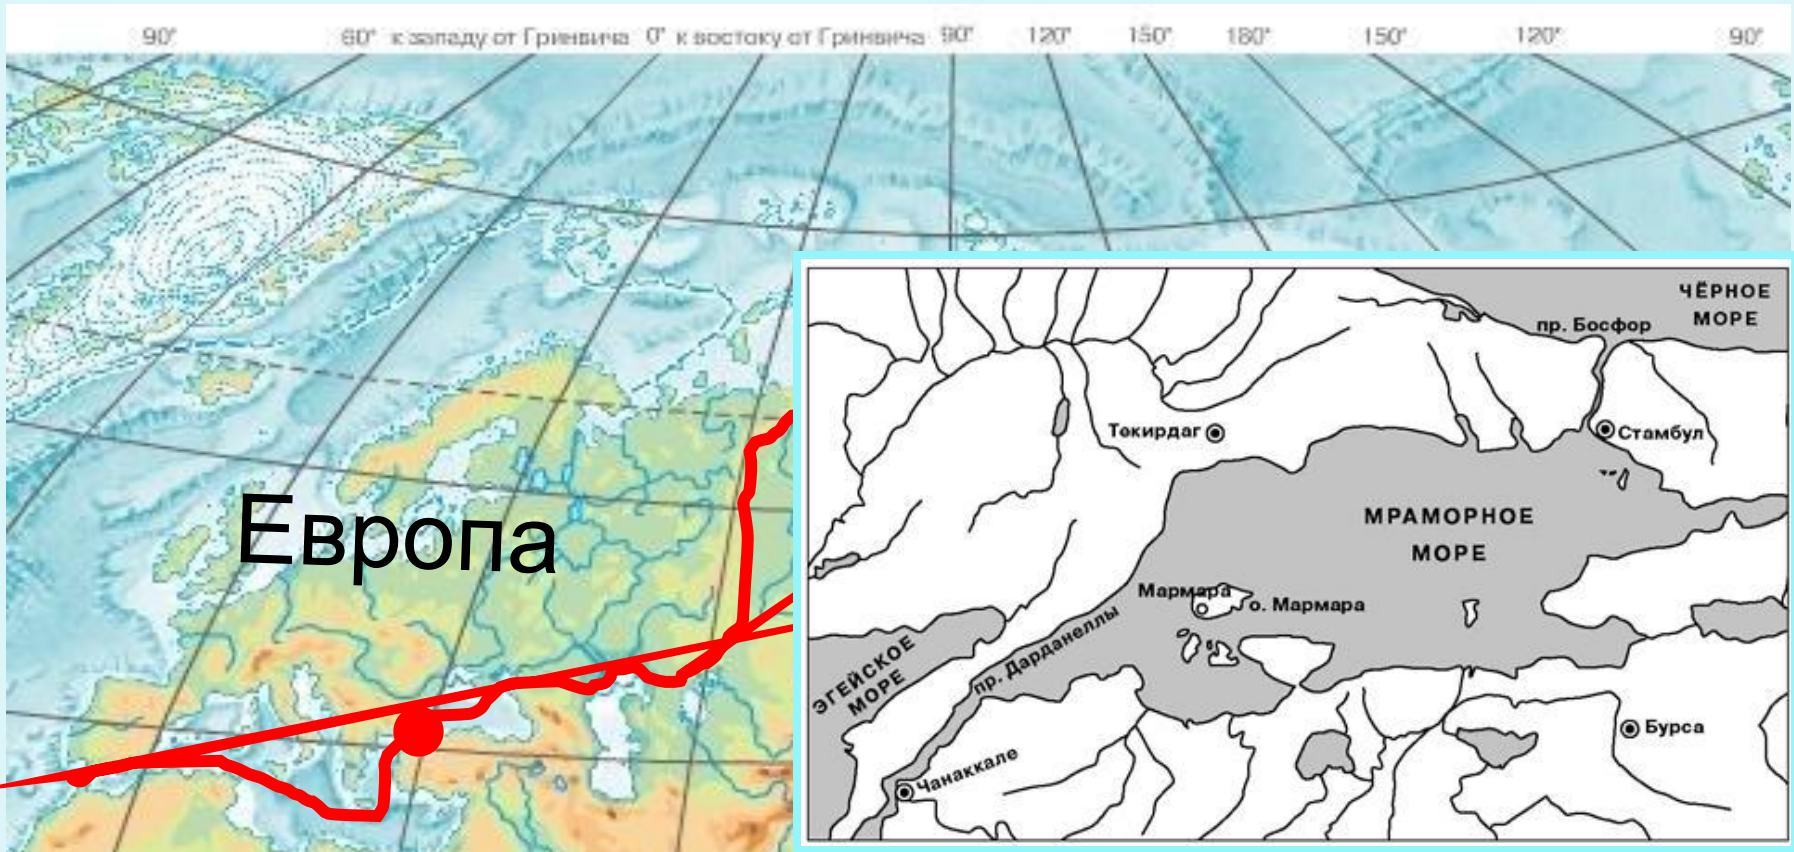 90° 60° к западу от Гринвича 0° к востоку от Гринвича 90° 120° 150° 180° 150° 120° 90°
Европа
ЧЁРНОЕ
МОРЕ
пр. Босфор
Текирдаг
Стамбул
МРАМОРНОЕ
МОРЕ
Мармара
о. Мармара
ЭГЕЙСКОЕ
МОРЕ
пр. Дарданеллы
Бурса
Чанаккале